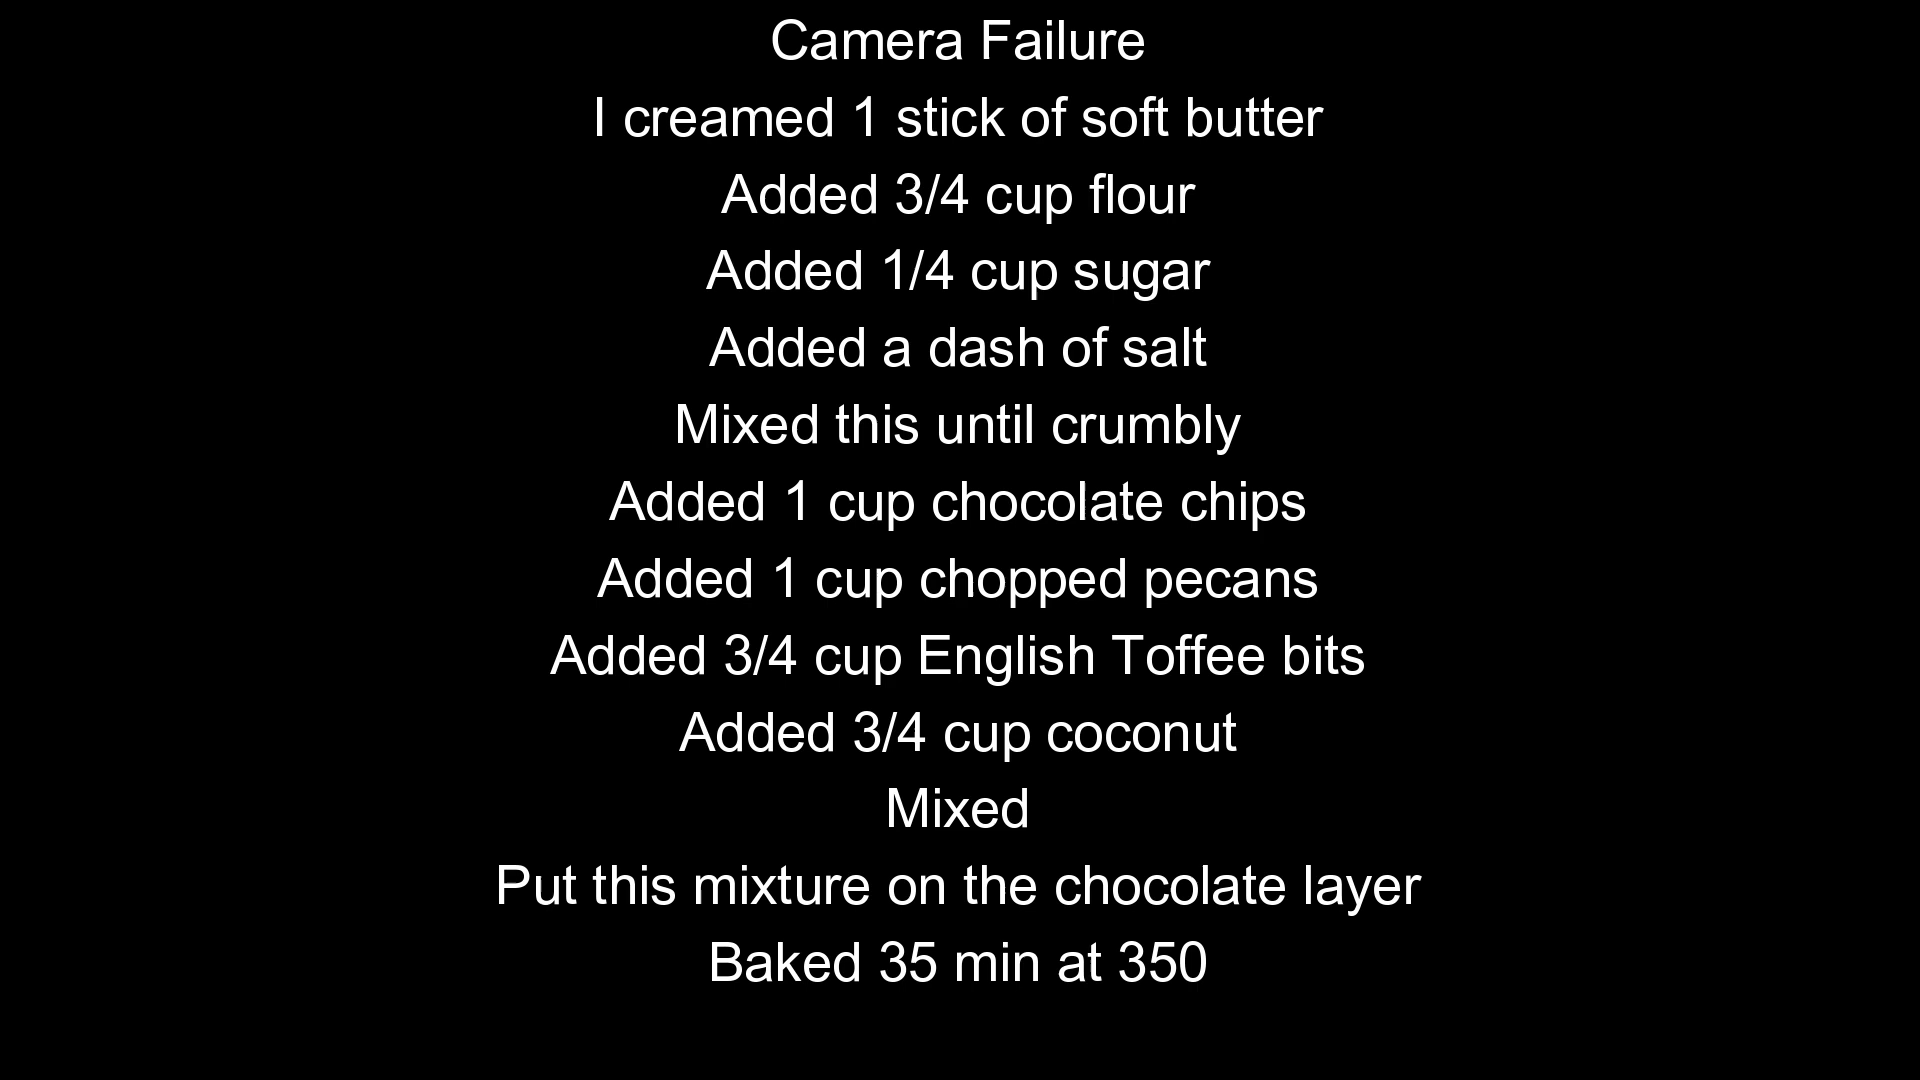 Camera Failure
I creamed 1 stick of soft butter
Added 3/4 cup flour
Added 1/4 cup sugar
Added a dash of salt
Mixed this until crumbly
Added 1 cup chocolate chips
Added 1 cup chopped pecans
Added 3/4 cup English Toffee bits
Added 3/4 cup coconut
Mixed
Put this mixture on the chocolate layer
Baked 35 min at 350